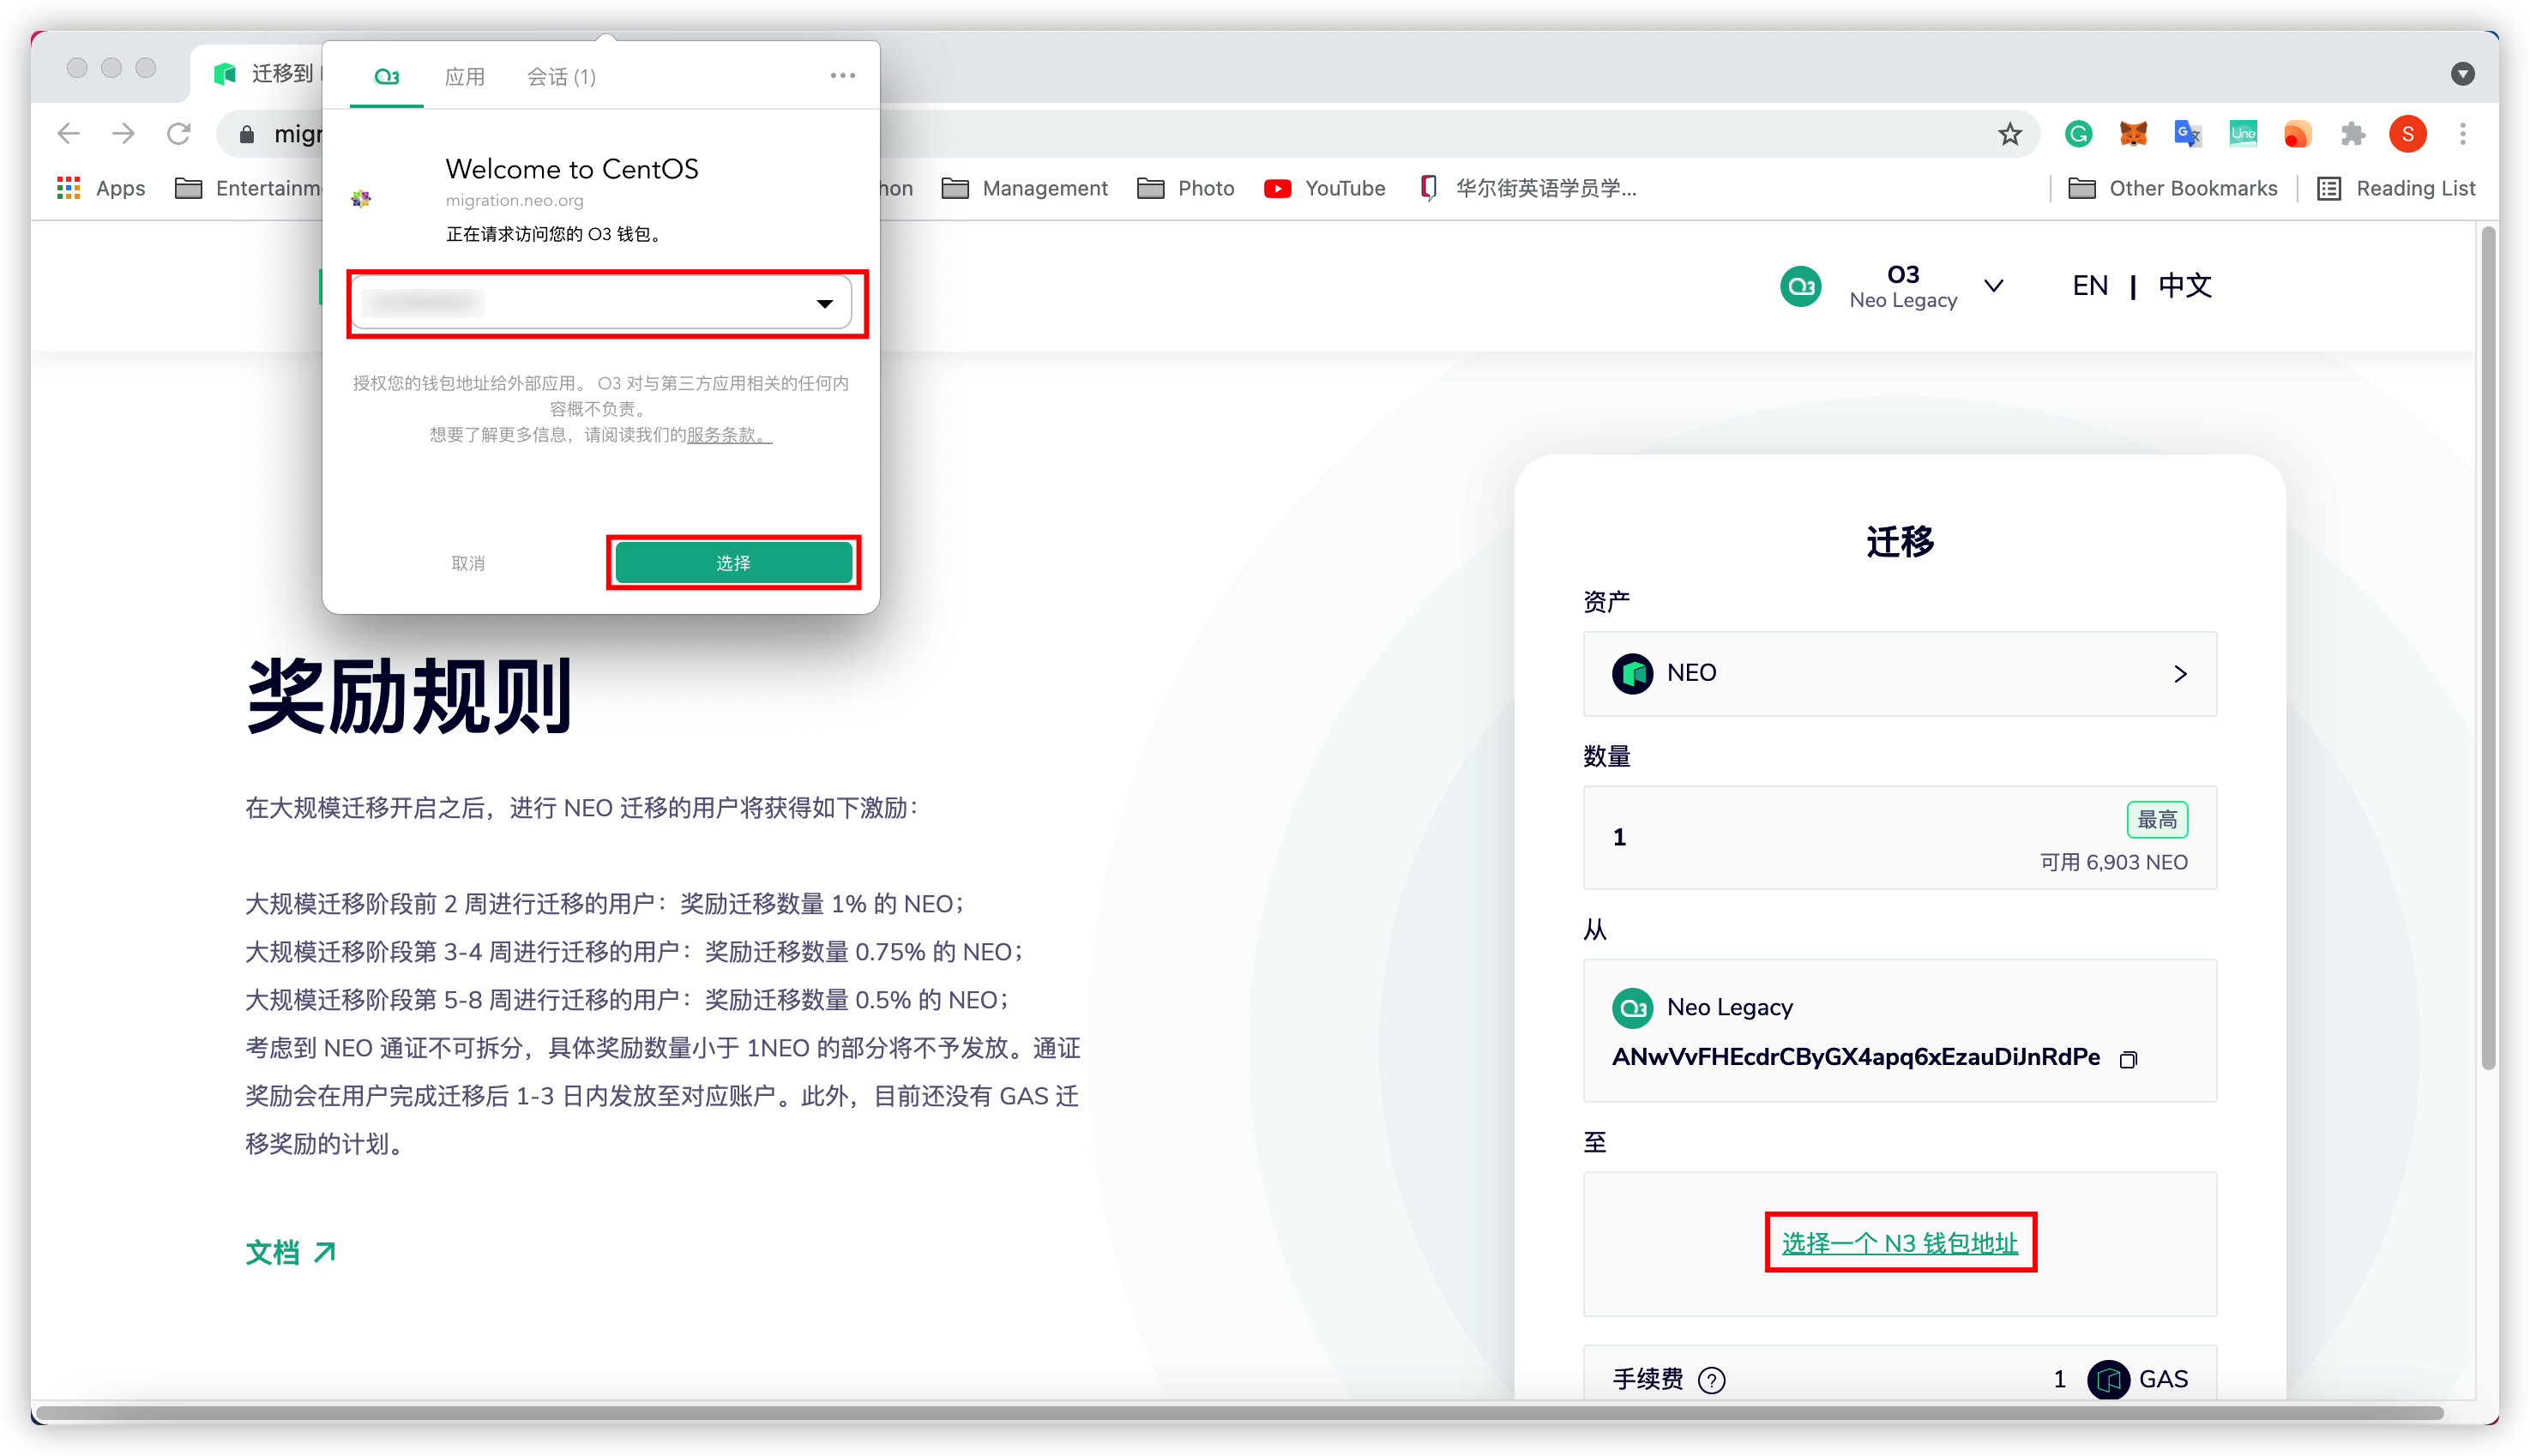 迁移到
应用
会话 (1)
migr
Apps
Entertainm
hon
Management
Photo
YouTube
华尔街英语学员学...
Other Bookmarks
Reading List
S
Line
Welcome to CentOS
migration.neo.org
正在请求访问您的 O3 钱包。
授权您的钱包地址给外部应用。 O3 对与第三方应用相关的任何内
容概不负责。
想要了解更多信息，请阅读我们的服务条款。
取消
选择
O3
Neo Legacy
EN | 中文
奖励规则
在大规模迁移开启之后，进行 NEO 迁移的用户将获得如下激励：
大规模迁移阶段前 2 周进行迁移的用户：奖励迁移数量 1% 的 NEO；
大规模迁移阶段第 3-4 周进行迁移的用户：奖励迁移数量 0.75% 的 NEO；
大规模迁移阶段第 5-8 周进行迁移的用户：奖励迁移数量 0.5% 的 NEO；
考虑到 NEO 通证不可拆分，具体奖励数量小于 1NEO 的部分将不予发放。通证
奖励会在用户完成迁移后 1-3 日内发放至对应账户。此外，目前还没有 GAS 迁
移奖励的计划。
文档
迁移
资产
NEO
数量
1
最高
可用 6,903 NEO
从
Neo Legacy
ANwVvFHEcdrCByGX4apq6xEzauDiJnRdPe
至
选择一个 N3 钱包地址
手续费 ?
1 GAS